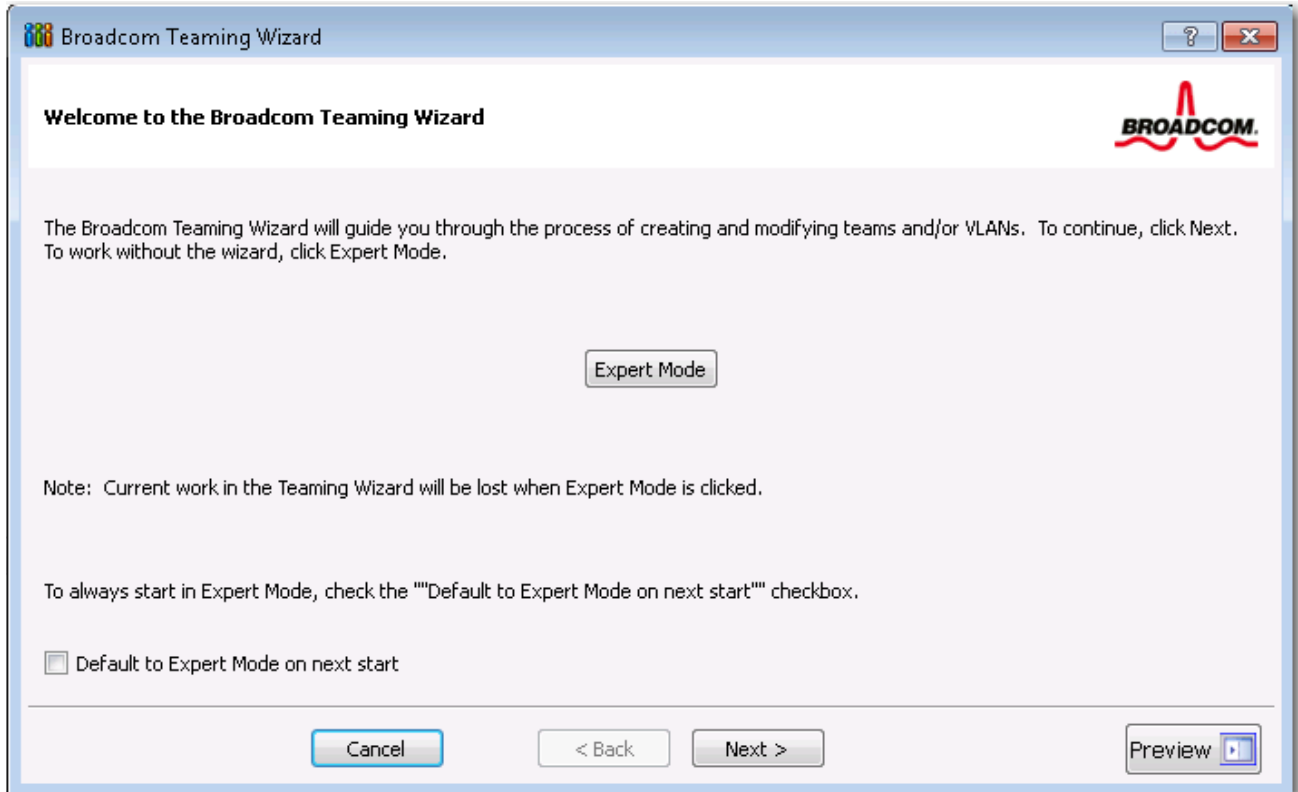 Broadcom Teaming Wizard
?
Welcome to the Broadcom Teaming Wizard
BROADCOM.
The Broadcom Teaming Wizard will guide you through the process of creating and modifying teams and/or VLANs.  To continue, click Next.
To work without the wizard, click Expert Mode.
Expert Mode
Note:  Current work in the Teaming Wizard will be lost when Expert Mode is clicked.
To always start in Expert Mode, check the ""Default to Expert Mode on next start"" checkbox.
Default to Expert Mode on next start
Cancel
< Back
Next >
Preview